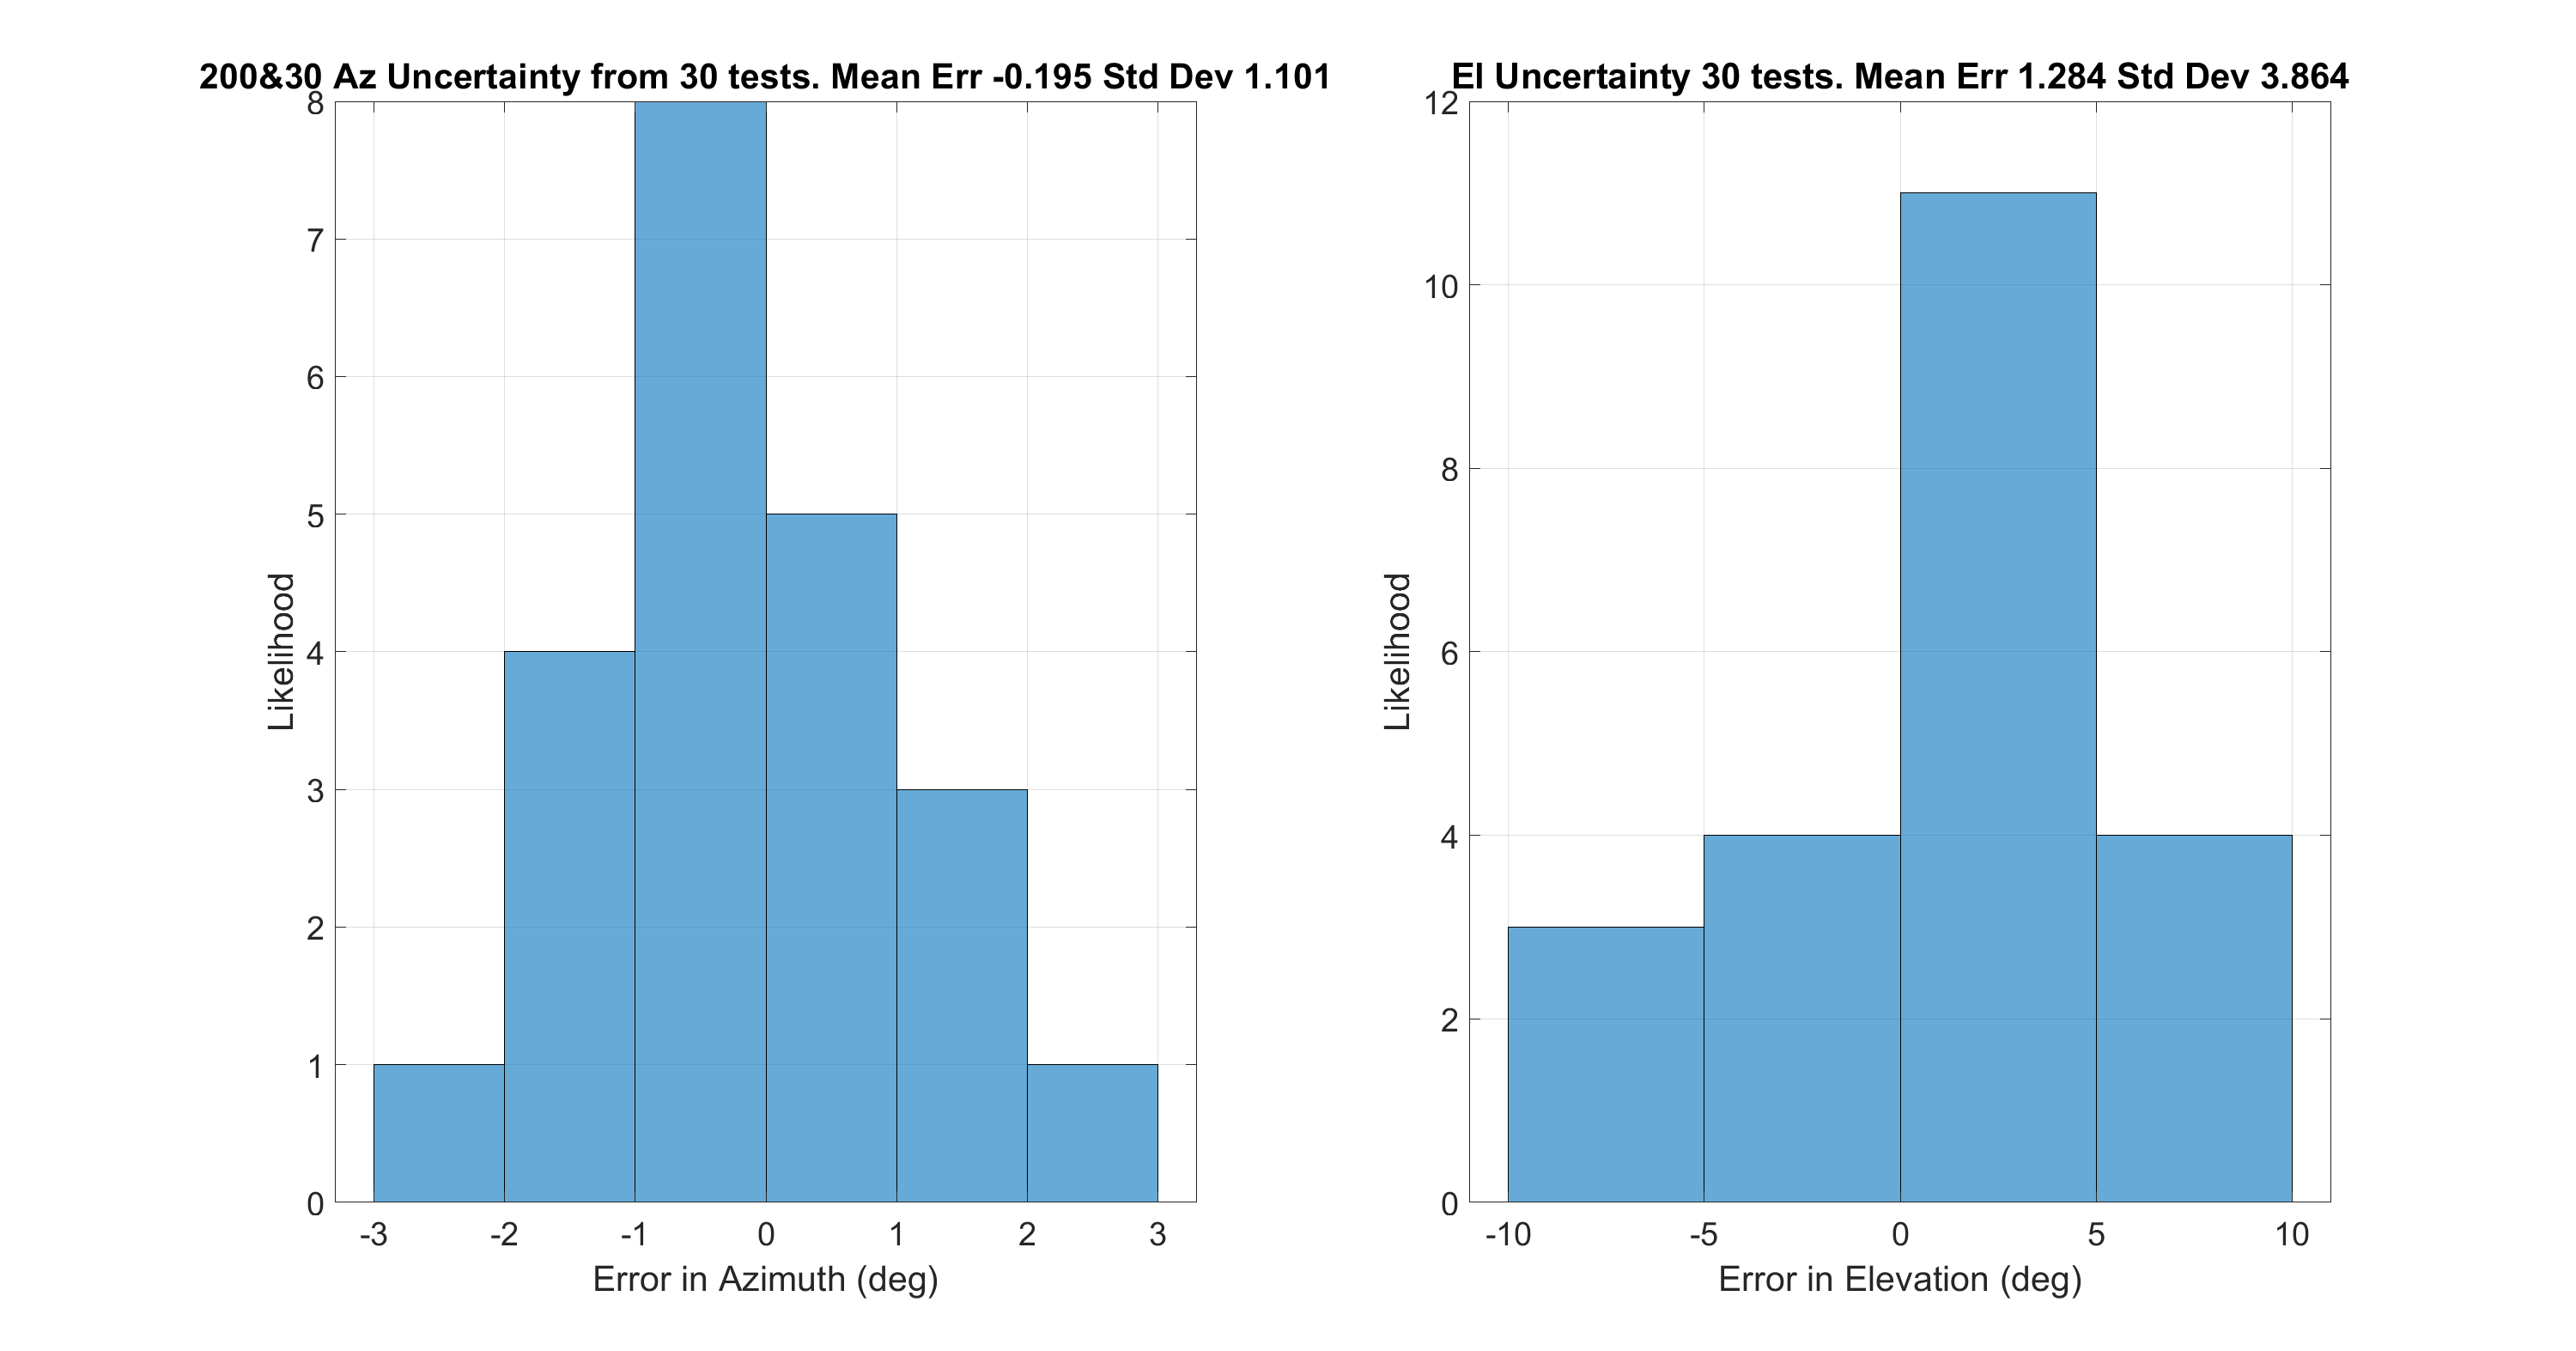 200&30 Az Uncertainty from 30 tests. Mean Err -0.195 Std Dev 1.101
8
7
6
5
4
3
2
1
0
Likelihood
-3 -2 -1 0 1 2 3
Error in Azimuth (deg)
El Uncertainty 30 tests. Mean Err 1.284 Std Dev 3.864
12
10
8
6
4
2
0
Likelihood
-10 -5 0 5 10
Error in Elevation (deg)